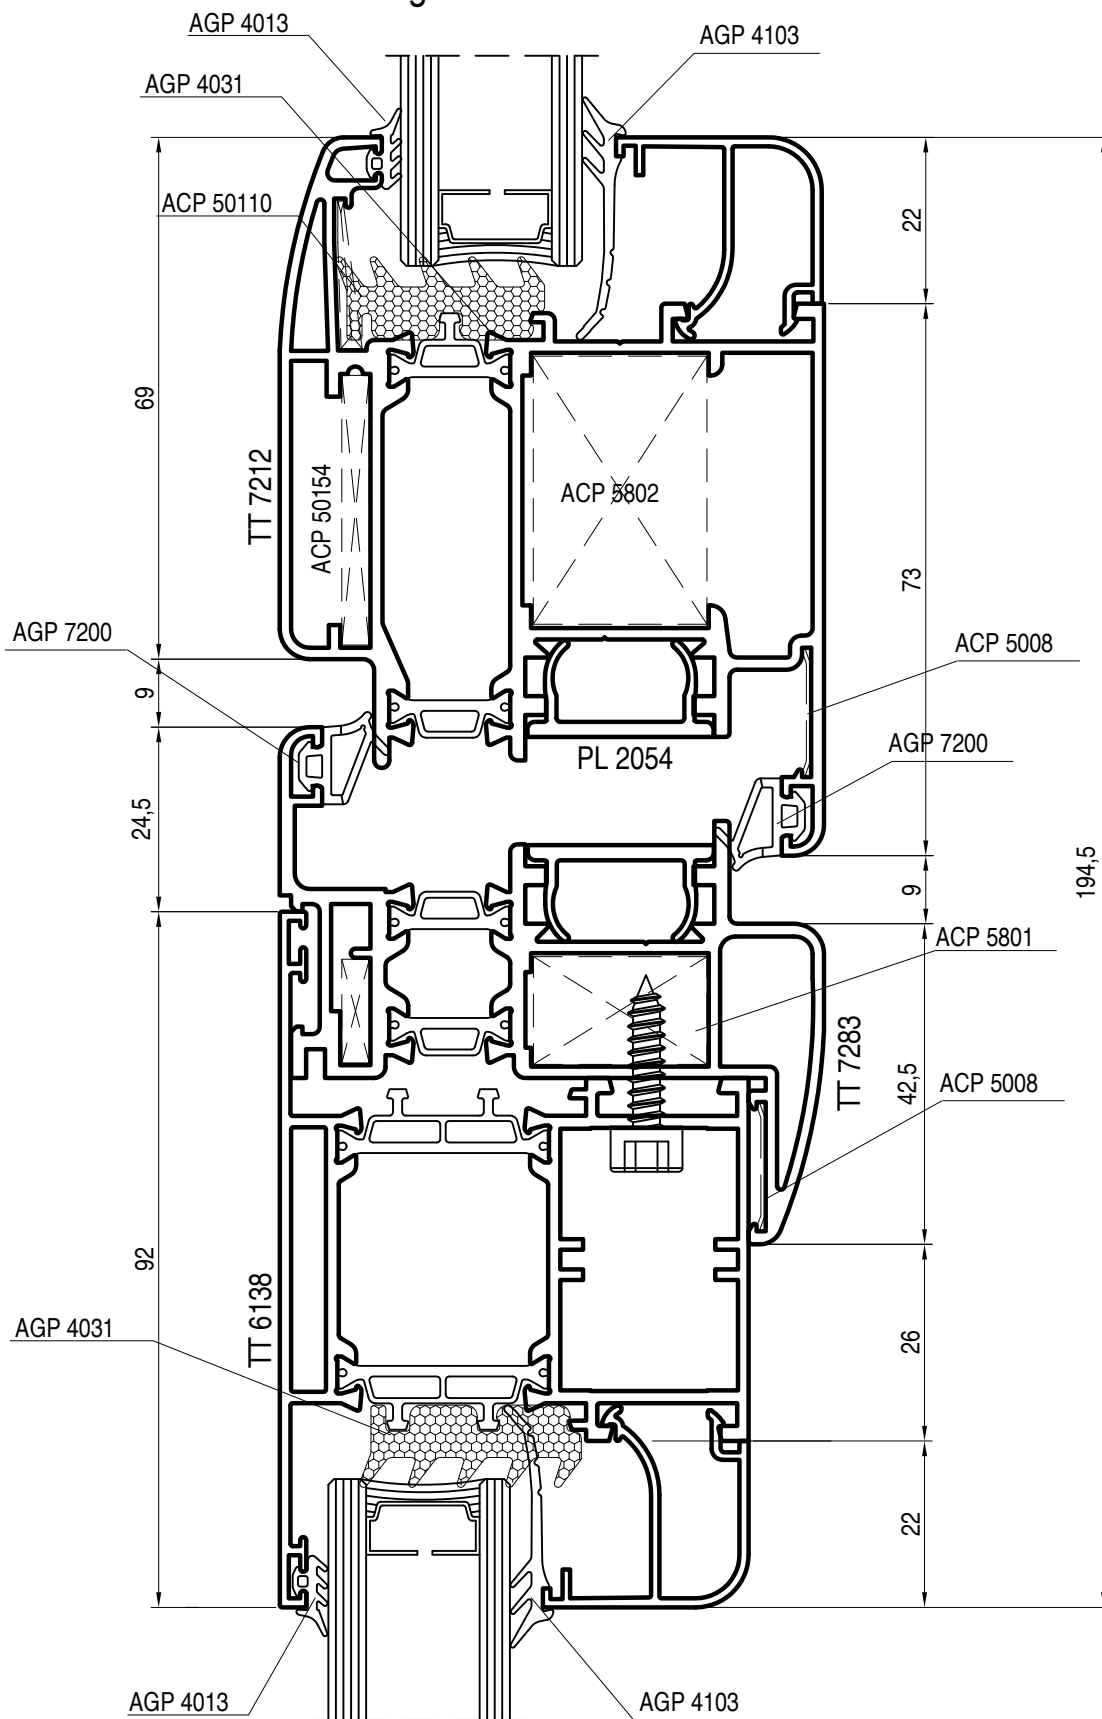 g
AGP 4013
AGP 4103
AGP 4031
ACP 50110
22
69
TT 7212
ACP 50154
ACP 5802
73
AGP 7200
ACP 5008
9
PL 2054
AGP 7200
24,5
194,5
9
ACP 5801
TT 7283
42,5
ACP 5008
92
TT 6138
AGP 4031
26
22
AGP 4013
AGP 4103